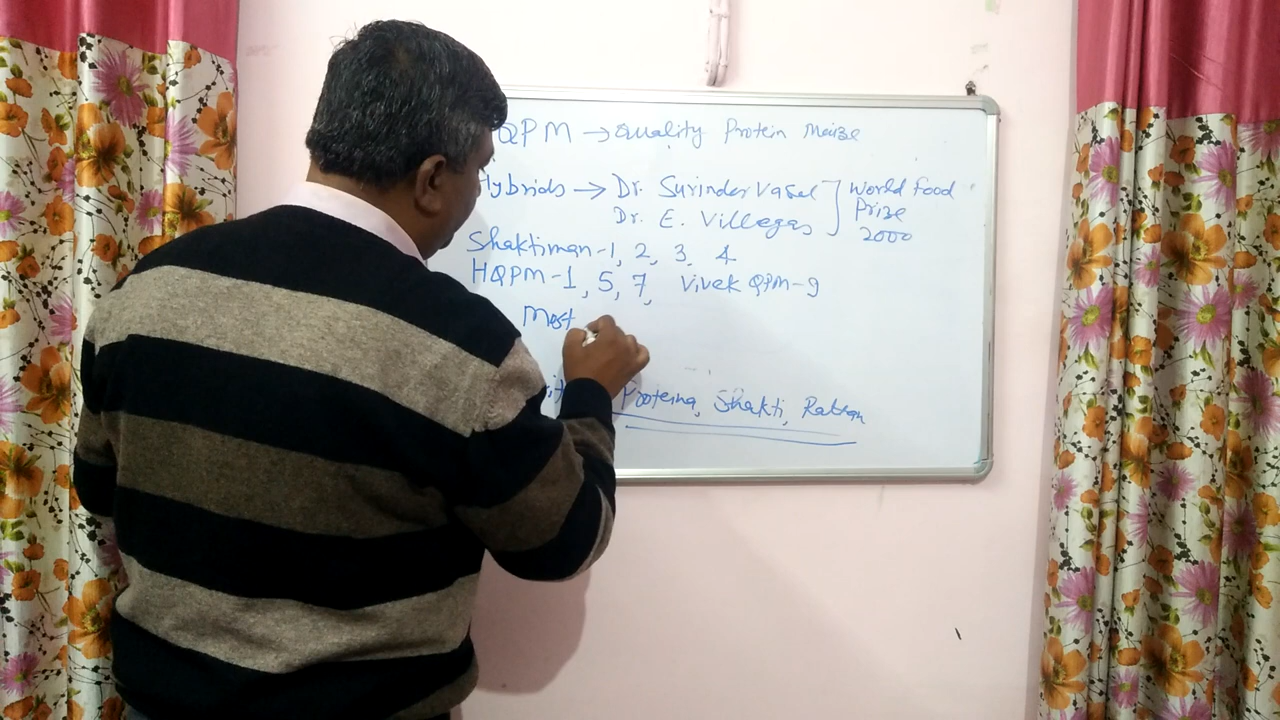 QPM → Quality Protein Maize
Hybrids → Dr. Surinder Vasal ] World Food
Dr. E. Villegas Prize
2000
Shaktiman-1, 2, 3, 4
HQPM-1, 5, 7, Vivek QPM-9
Most
Proteina, Shakti, Ratan